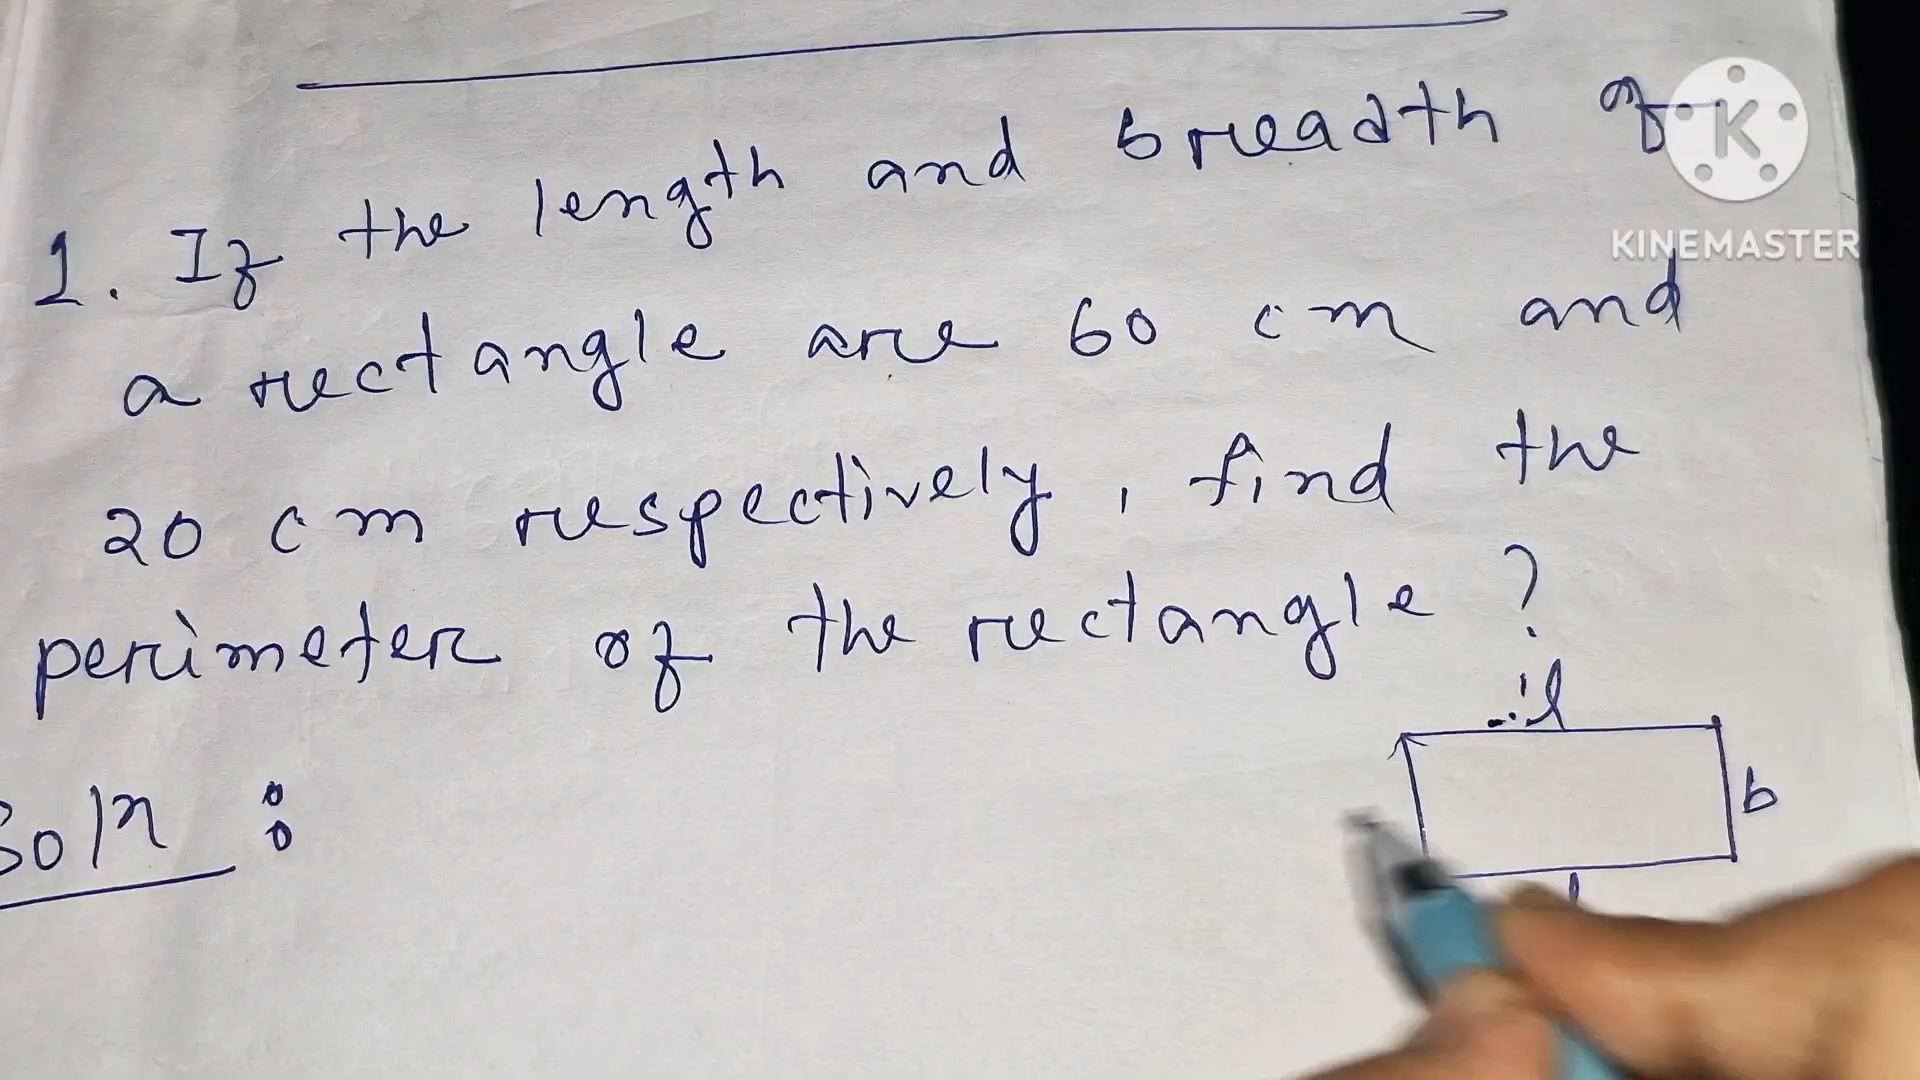 1. If the length and breadth of
K
KINEMASTER
a rectangle are 60 cm and
20 cm respectively, find the
perimeter of the rectangle?
l
b
l
Soln :